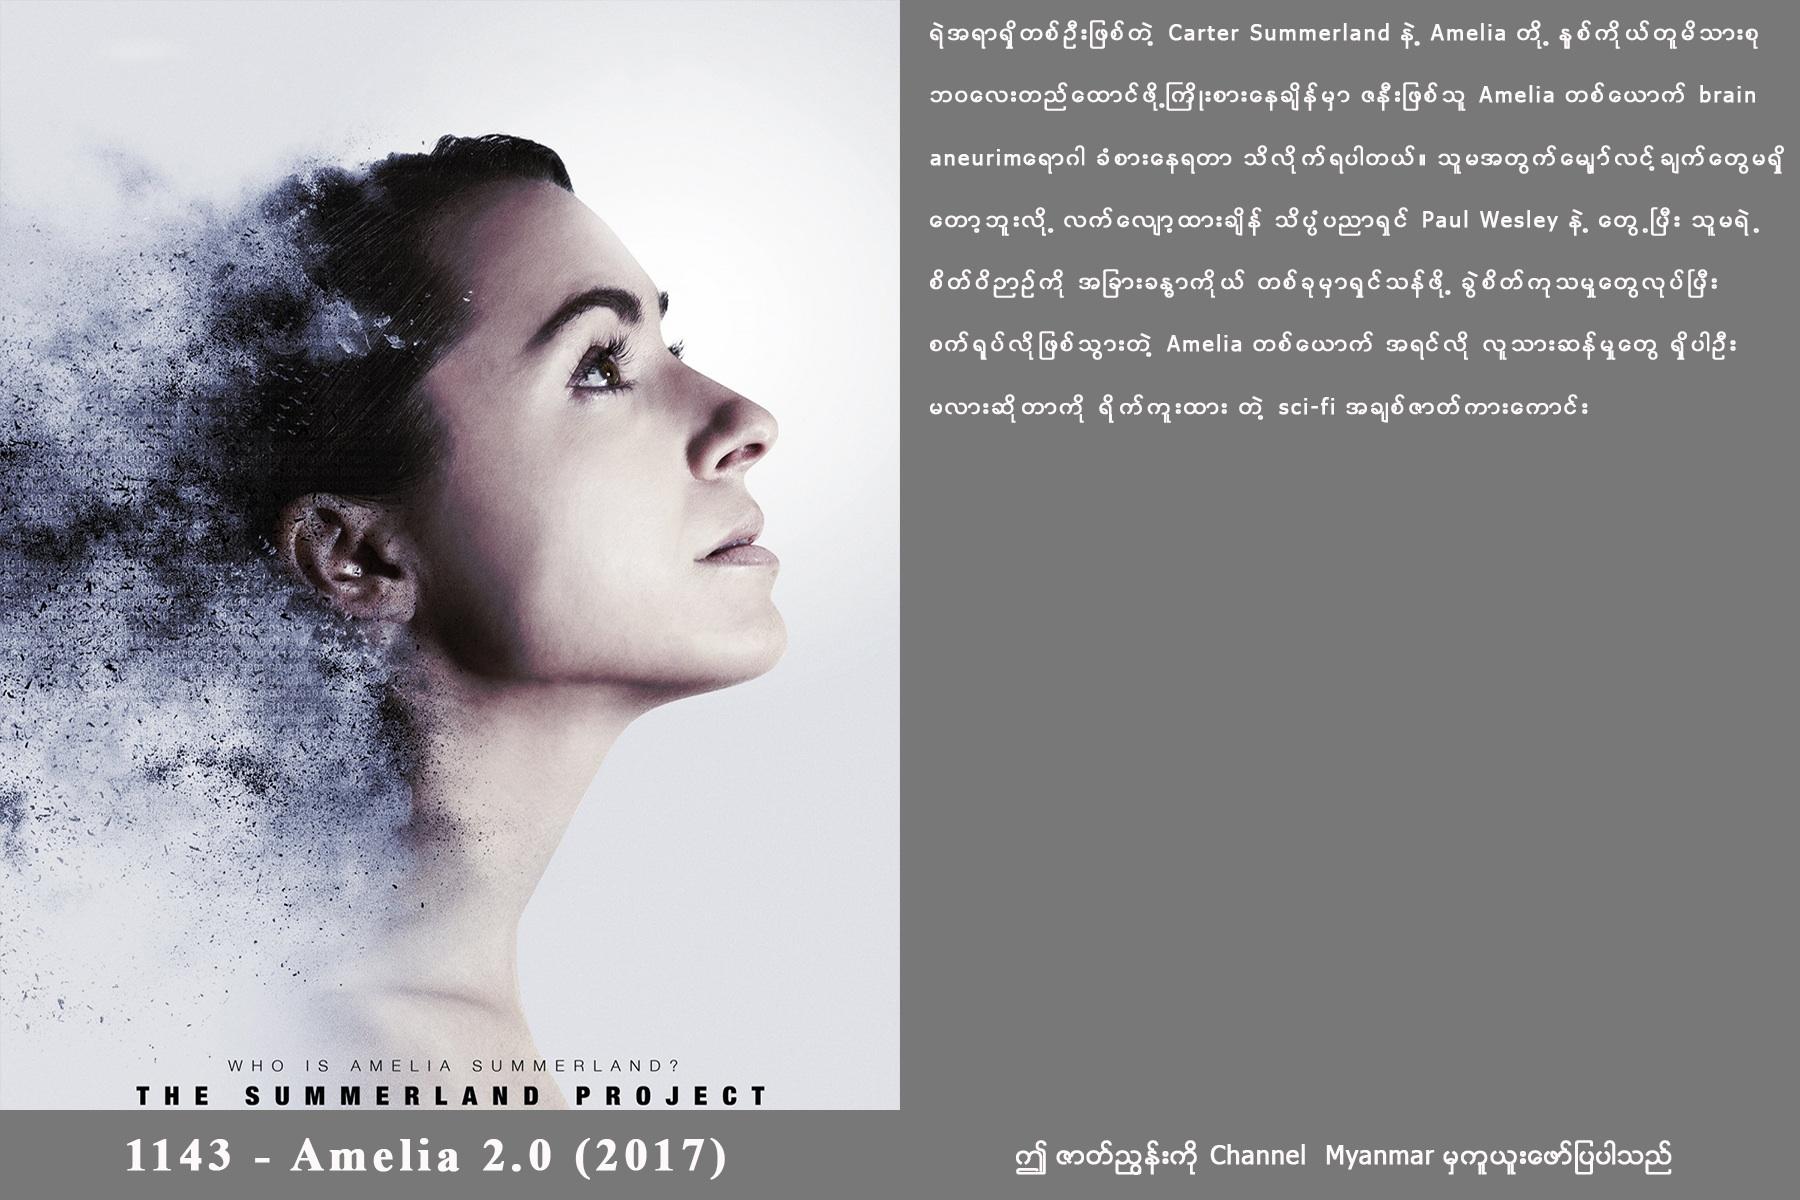 ရဲအရာရှိတစ်ဦးဖြစ်တဲ့ Carter Summerland နဲ့ Amelia တို့ နှစ်ကိုယ်တူမိသားစု
ဘဝလေးတည်ထောင်ဖို့ကြိုးစားနေချိန်မှာ ဇနီးဖြစ်သူ Amelia တစ်ယောက် brain
aneurimရောဂါ ခံစားနေရတာ သိလိုက်ရပါတယ်။ သူမအတွက်မျှော်လင့်ချက်တွေမရှိ
တော့ဘူးလို့ လက်လျော့ထားချိန် သိပ္ပံပညာရှင် Paul Wesley နဲ့ တွေ့ပြီး သူမရဲ့
စိတ်ဝိညာဉ်ကို အခြားခန္ဓာကိုယ် တစ်ခုမှာရှင်သန်ဖို့ ခွဲစိတ်ကုသမှုတွေလုပ်ပြီး
စက်ရုပ်လိုဖြစ်သွားတဲ့ Amelia တစ်ယောက် အရင်လို လူသားဆန်မှုတွေ ရှိပါဦး
မလားဆိုတာကို ရိုက်ကူးထား တဲ့ sci-fi အချစ်ဇာတ်ကားကောင်း
WHO IS AMELIA SUMMERLAND?
THE SUMMERLAND PROJECT
1143 - Amelia 2.0 (2017)
ဤ ဇာတ်ညွှန်းကို Channel Myanmar မှကူယူးဖော်ပြပါသည်